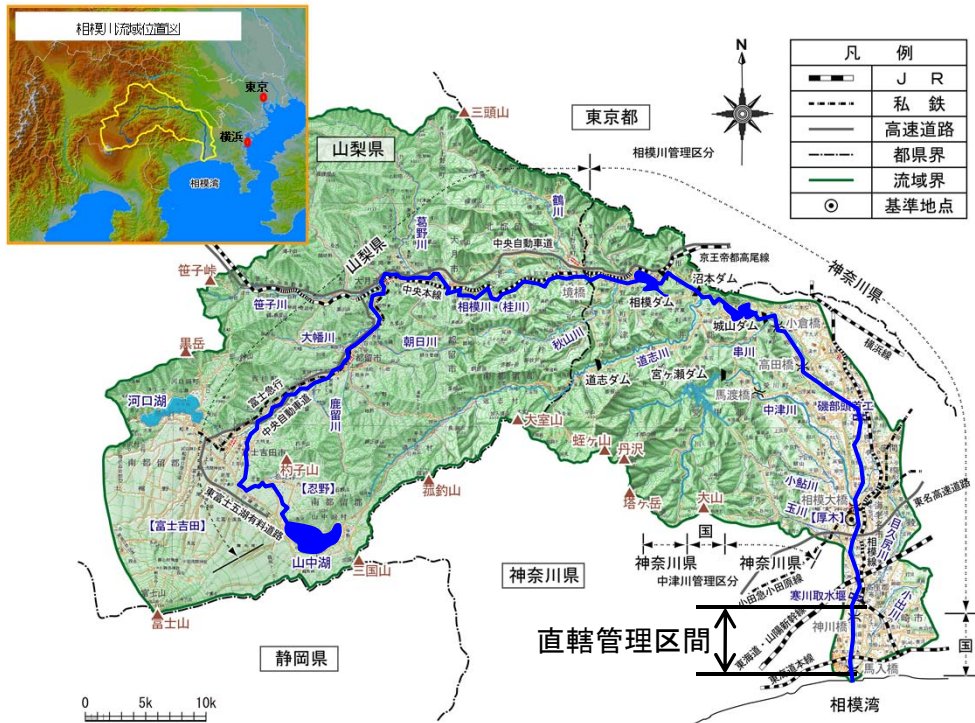 相模川流域位置図
東京
横浜
相模湾
N
凡 例
J R
私 鉄
高速道路
都県界
流域界
基準地点
三頭山
東京都
山梨県
相模川管理区分
鶴川
葛野川
中央自動車道
山梨県
京王帝都高尾線
神奈川県
笹子峠
笹子川
中央本線
相模川(桂川)
境橋
相模ダム
沼本ダム
城山ダム
小倉橋
横浜線
大幡川
朝日川
秋山川
道志川
串川
高田橋
黒岳
道志ダム
宮ヶ瀬ダム
馬渡橋
磯部頭首工
河口湖
富士急行
中央自動車道
鹿留川
大室山
蛭ヶ山
丹沢
中津川
杓子山
小鮎川
相模大橋
東名高速道路
【忍野】
孤釣山
塔ヶ岳
大山
玉川
【厚木】
目久尻川
相模線
【富士吉田】
東富士五湖有料道路
国
神奈川県
神奈川県
中津川管理区分
小田急小田原線
山中湖
三国山
神奈川県
寒川取水堰
小出川
富士山
神川橋
直轄管理区間
国
静岡県
東海道・山陽新幹線
東海道本線
馬入橋
0 5k 10k
相模湾